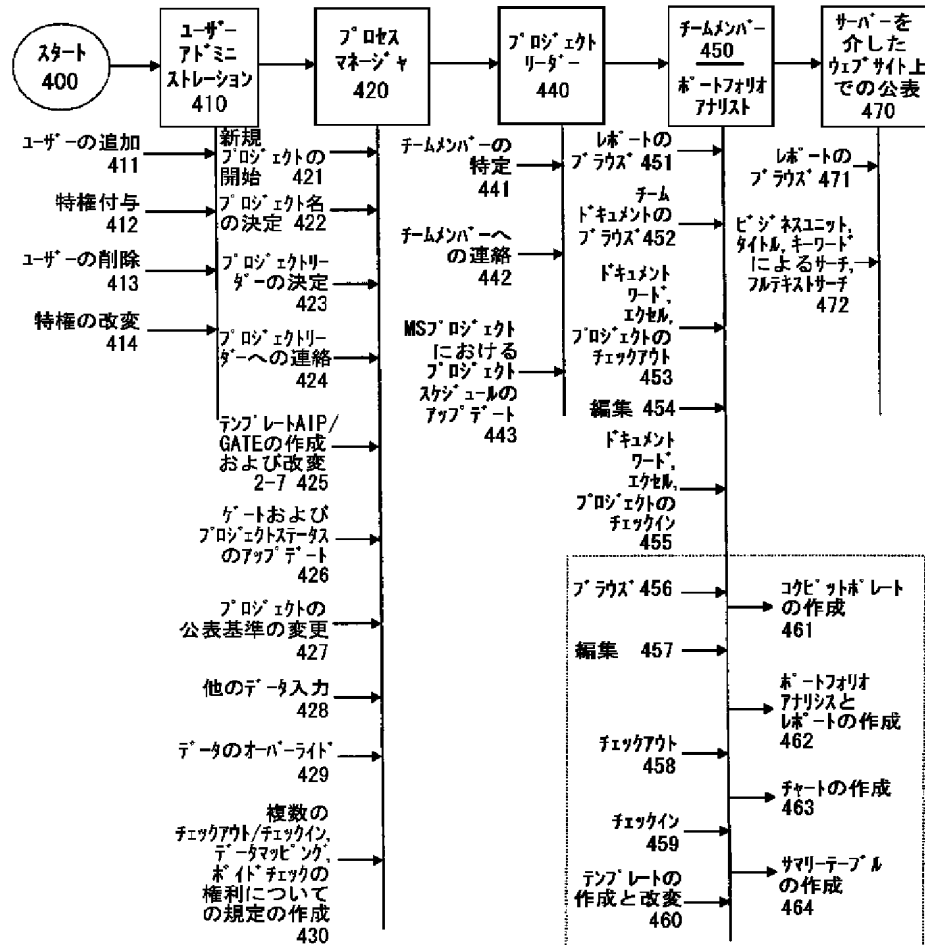 スタート
400
ユーザー
アドミニ
ストレーション
410
プロセス
マネージャ
420
プロジェクト
リーダー
440
チームメンバー
450
ポートフォリオ
アナリスト
サーバーを
介した
ウェブサイト上
での公表
470
ユーザーの追加
411
特権付与
412
ユーザーの削除
413
特権の改変
414
新規
プロジェクトの
開始 421
プロジェクト名
の決定 422
プロジェクトリー
ダーの決定
423
プロジェクトリー
ダーへの連絡
424
テンプレートAIP/
GATEの作成
および改変
2-7 425
ゲートおよび
プロジェクトステータス
のアップデート
426
プロジェクトの
公表基準の変更
427
他のデータ入力
428
データのオーバーライド
429
複数の
チェックアウト/チェックイン,
データマッピング,
ボイドチェックの
権利について
の規定の作成
430
チームメンバーの
特定
441
チームメンバーへ
の連絡
442
MSプロジェクト
における
プロジェクト
スケジュールの
アップデート
443
レポートの
ブラウズ 451
チーム
ドキュメントの
ブラウズ 452
ドキュメント
ワード,
エクセル,
プロジェクトの
チェックアウト
453
編集 454
ドキュメント
ワード,
エクセル,
プロジェクトの
チェックイン
455
ブラウズ 456
編集 457
チェックアウト
458
チェックイン
459
テンプレートの
作成と改変
460
コクピットポレート
の作成
461
ポートフォリオ
アナリシスと
レポートの作成
462
チャートの作成
463
サマリーテーブル
の作成
464
レポートの
ブラウズ 471
ビジネスユニット,
タイトル,キーワード
によるサーチ,
フルテキストサーチ
472